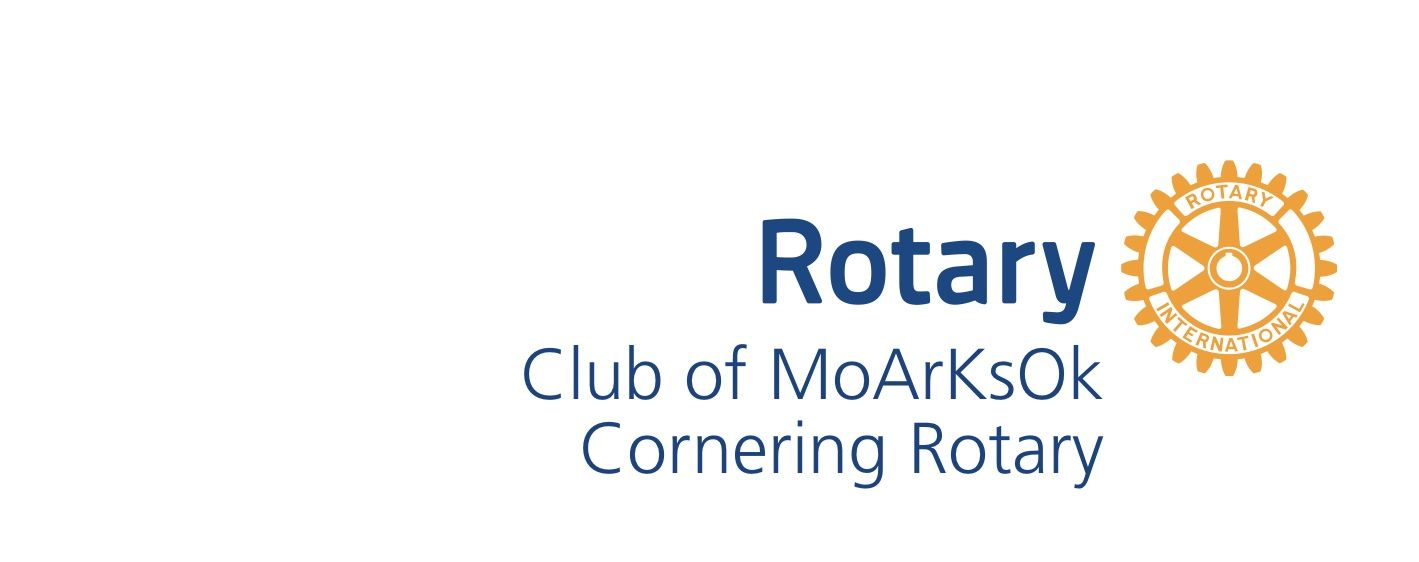 Rotary
Club of MoArKsOk
Cornering Rotary
ROTARY
INTERNATIONAL